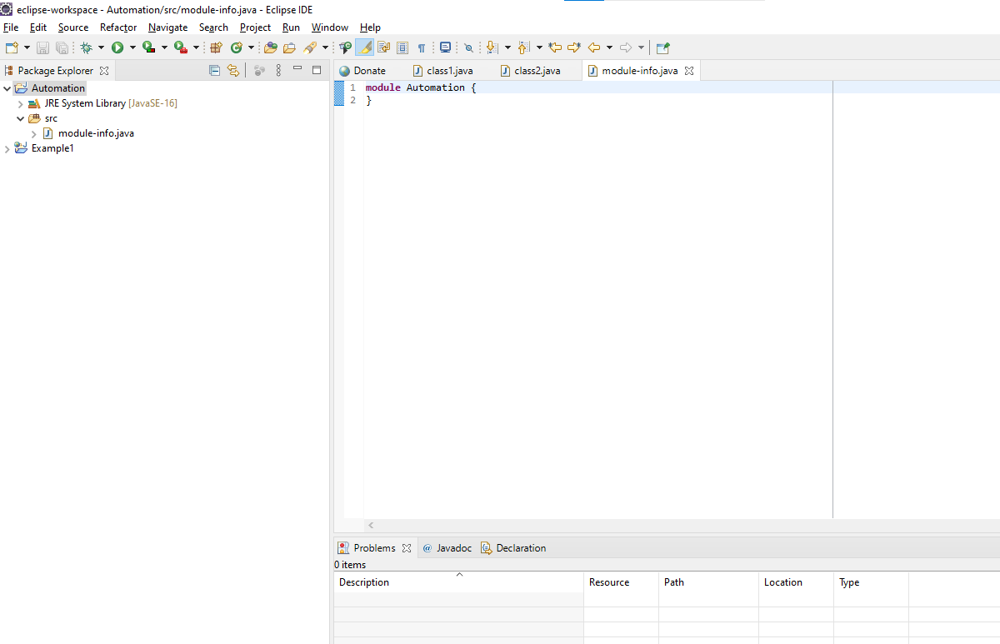 eclipse-workspace - Automation/src/module-info.java - Eclipse IDE
File Edit Source Refactor Navigate Search Project Run Window Help
Package Explorer
Automation
JRE System Library [JavaSE-16]
src
module-info.java
Example1
Donate class1.java class2.java module-info.java
1 module Automation {
2 }
Problems @ Javadoc Declaration
0 items
Description Resource Path Location Type